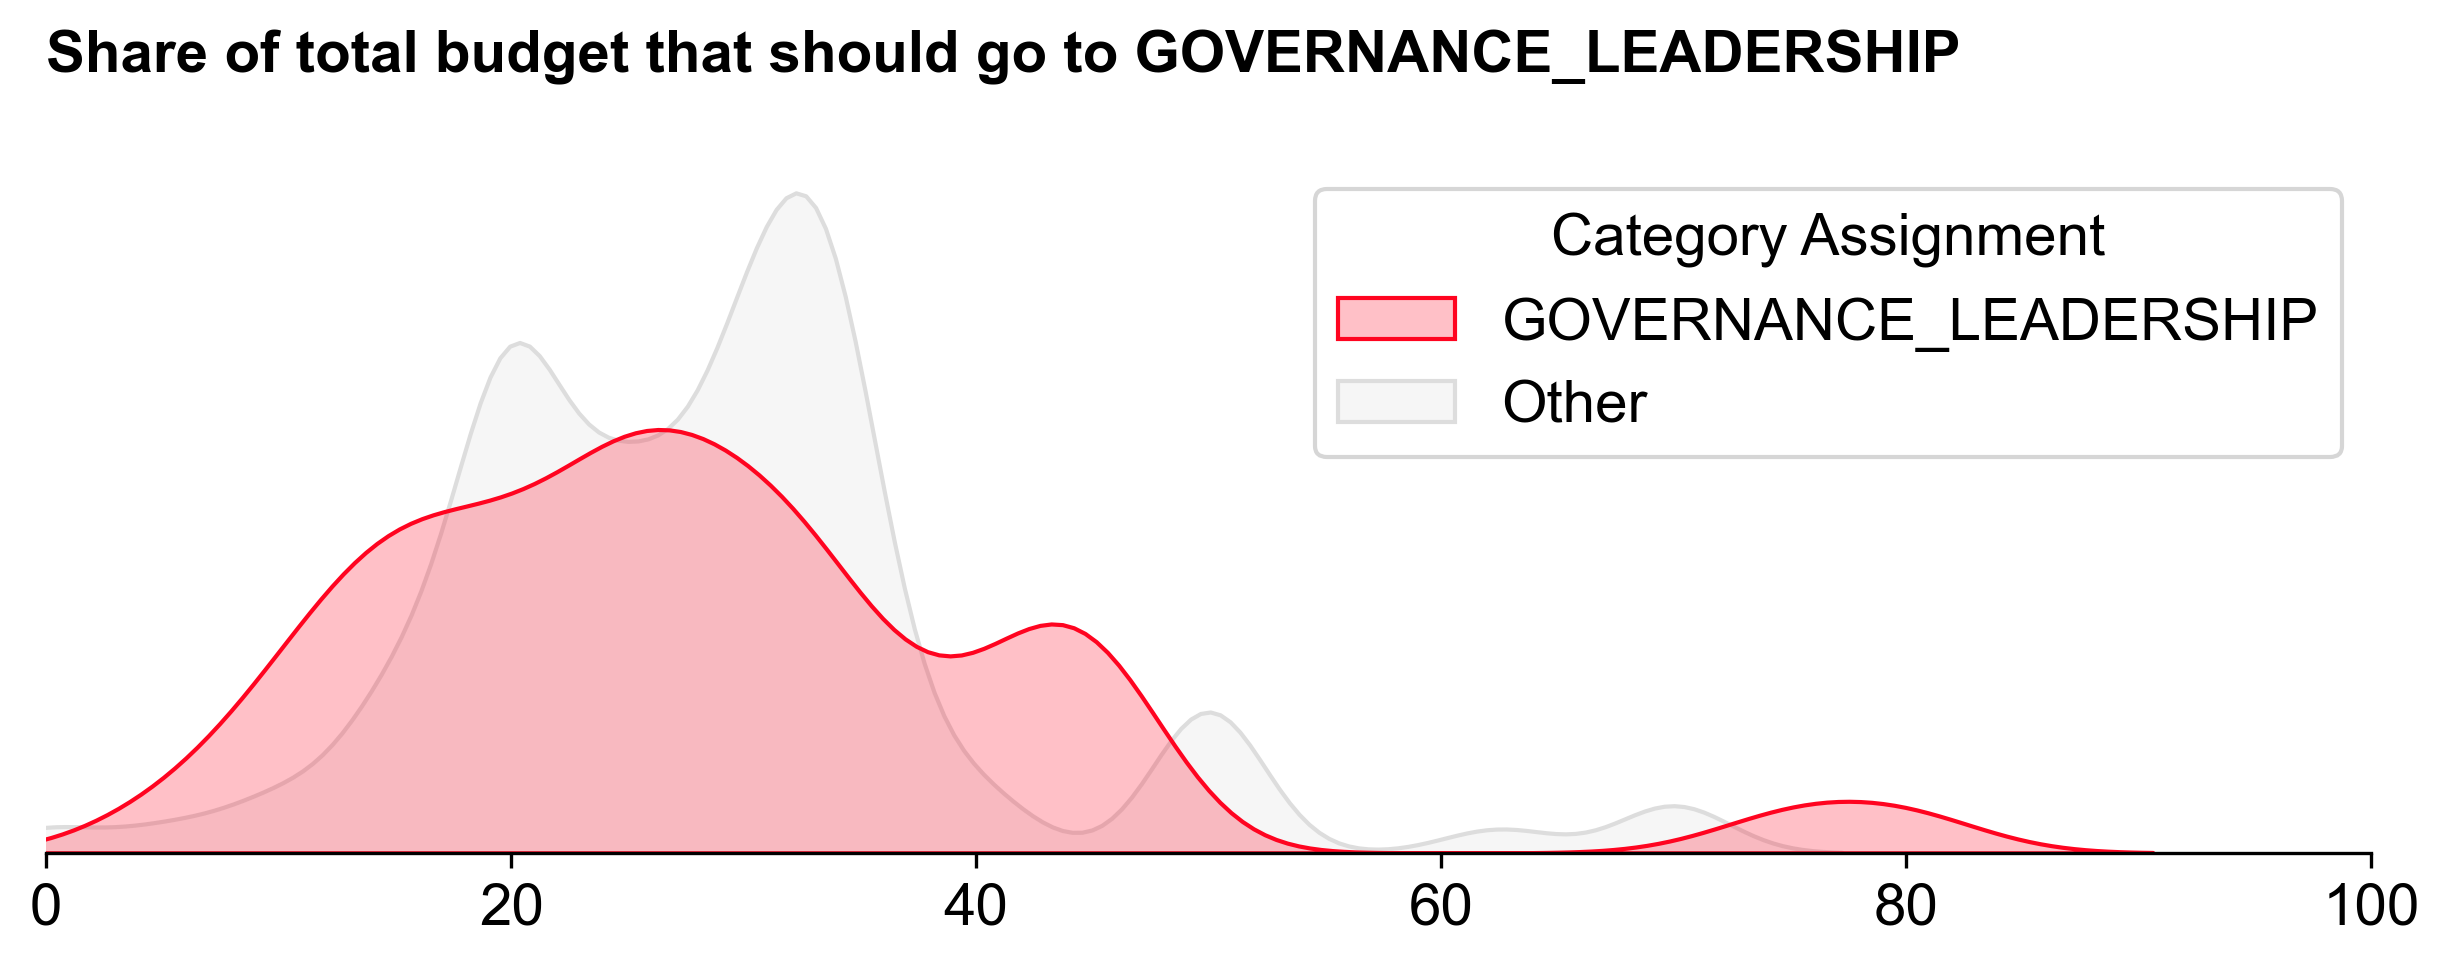 Share of total budget that should go to GOVERNANCE_LEADERSHIP
Category Assignment
GOVERNANCE_LEADERSHIP
Other
0 20 40 60 80 100